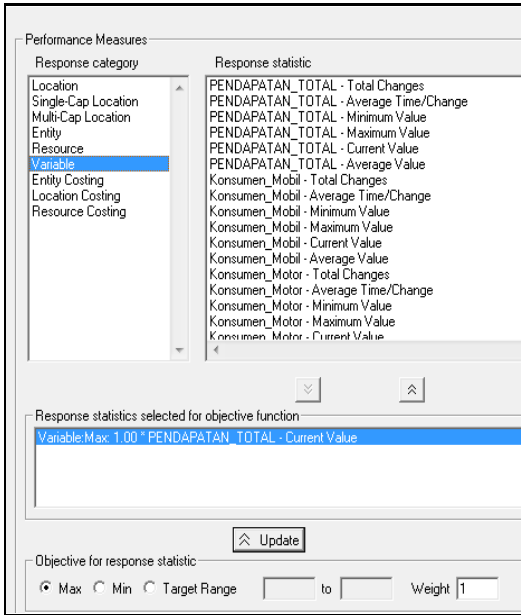 Performance Measures
Response category
Response statistic
Location
Single-Cap Location
Multi-Cap Location
Entity
Resource
Variable
Entity Costing
Location Costing
Resource Costing
PENDAPATAN_TOTAL - Total Changes
PENDAPATAN_TOTAL - Average Time/Change
PENDAPATAN_TOTAL - Minimum Value
PENDAPATAN_TOTAL - Maximum Value
PENDAPATAN_TOTAL - Current Value
PENDAPATAN_TOTAL - Average Value
Konsumen_Mobil - Total Changes
Konsumen_Mobil - Average Time/Change
Konsumen_Mobil - Minimum Value
Konsumen_Mobil - Maximum Value
Konsumen_Mobil - Current Value
Konsumen_Mobil - Average Value
Konsumen_Motor - Total Changes
Konsumen_Motor - Average Time/Change
Konsumen_Motor - Minimum Value
Konsumen_Motor - Maximum Value
Konsumen_Motor - Current Value
Response statistics selected for objective function
Variable:Max: 1.00 * PENDAPATAN_TOTAL - Current Value
Update
Objective for response statistic
Max Min Target Range to Weight 1